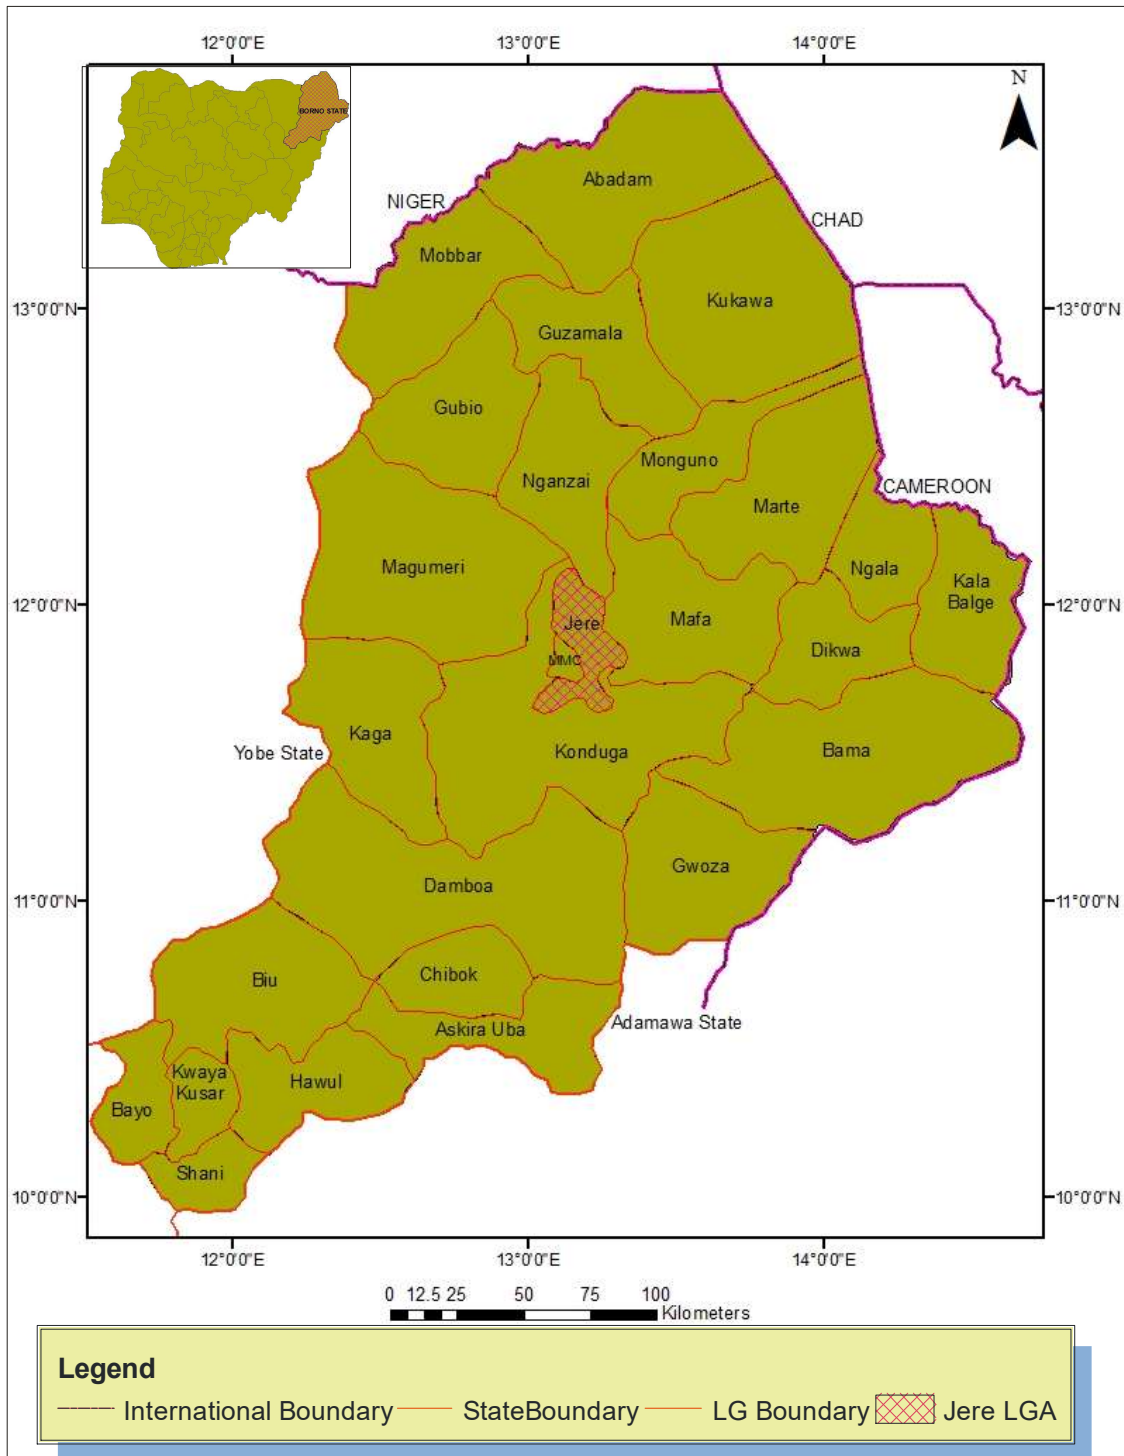 12°0'0"E 13°0'0"E 14°0'0"E
BORNO STATE
N
Abadam
NIGER
CHAD
Mobbar
13°0'0"N
Kukawa
13°0'0"N
Guzamala
Gubio
Monguno
Nganzai
CAMEROON
Marte
Magumeri
Ngala
Kala
Balge
12°0'0"N
12°0'0"N
Jere
Mafa
Dikwa
MMC
Kaga
Yobe State
Konduga
Bama
Gwoza
Damboa
11°0'0"N
11°0'0"N
Chibok
Biu
Adamawa State
Askira Uba
Kwaya
Kusar
Hawul
Bayo
Shani
10°0'0"N
10°0'0"N
12°0'0"E 13°0'0"E 14°0'0"E
0 12.5 25 50 75 100
Kilometers
Legend
International Boundary StateBoundary LG Boundary Jere LGA